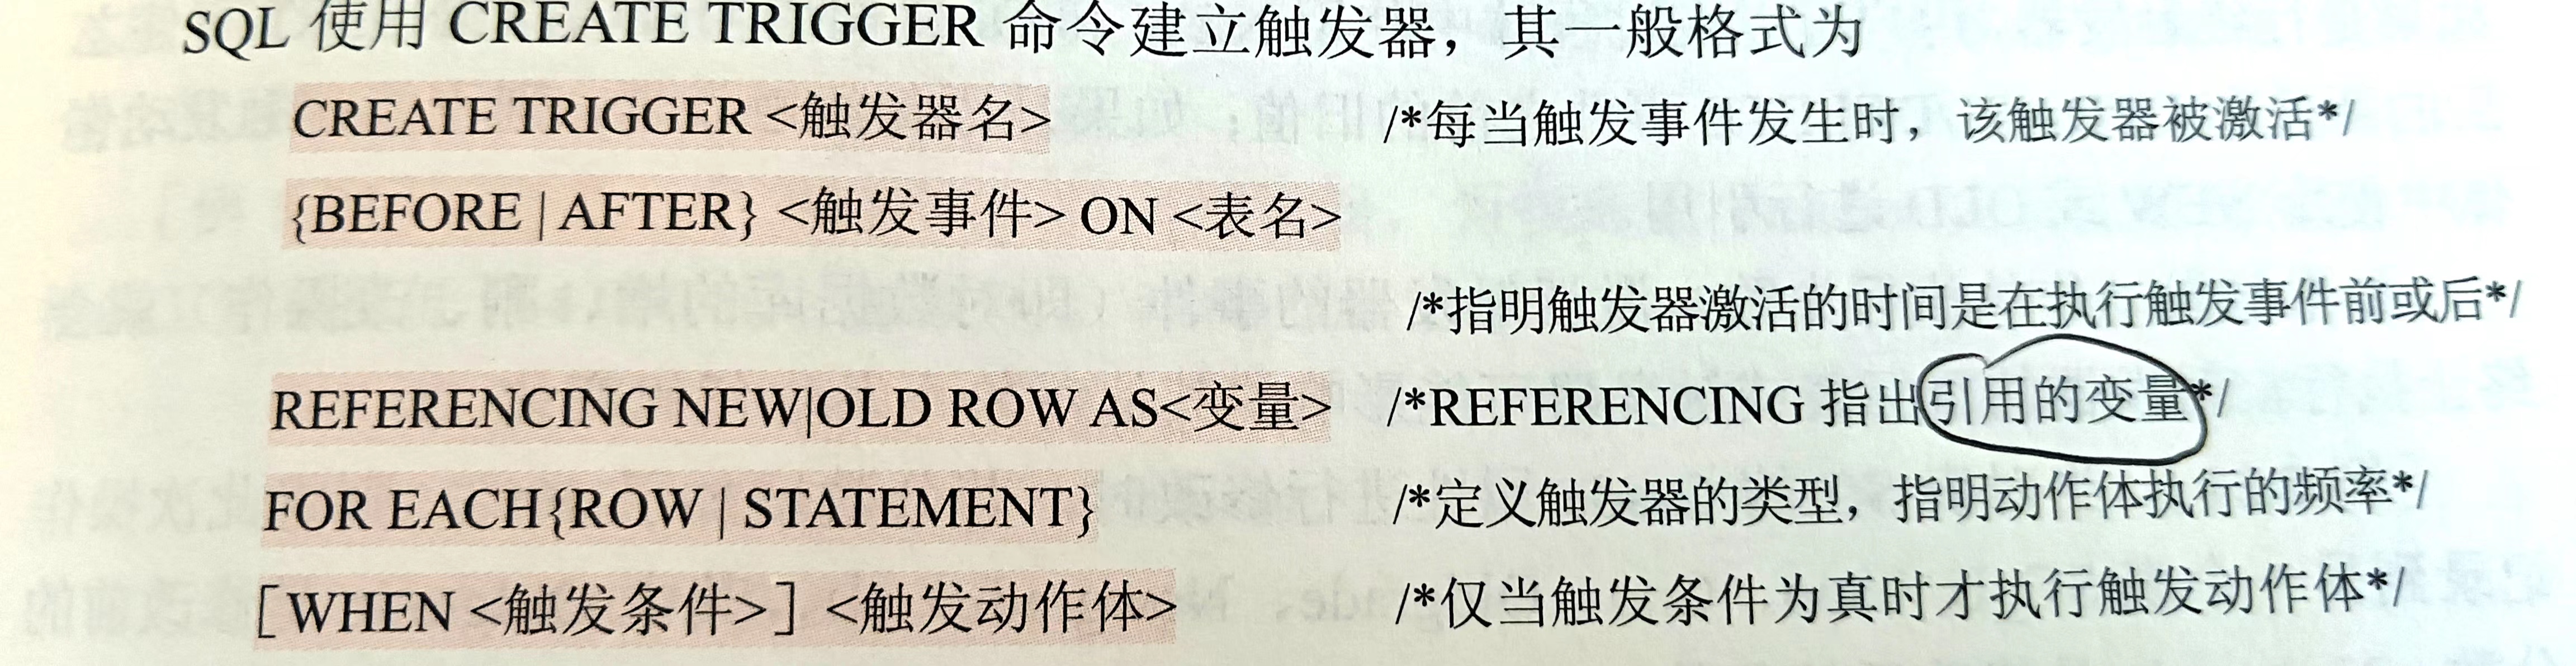 SQL 使用 CREATE TRIGGER 命令建立触发器，其一般格式为
CREATE TRIGGER <触发器名> /*每当触发事件发生时，该触发器被激活*/
{BEFORE | AFTER} <触发事件> ON <表名>
/*指明触发器激活的时间是在执行触发事件前或后*/
REFERENCING NEW|OLD ROW AS<变量> /*REFERENCING 指出引用的变量*/
FOR EACH{ROW | STATEMENT} /*定义触发器的类型，指明动作体执行的频率*/
[WHEN <触发条件>] <触发动作体> /*仅当触发条件为真时才执行触发动作体*/